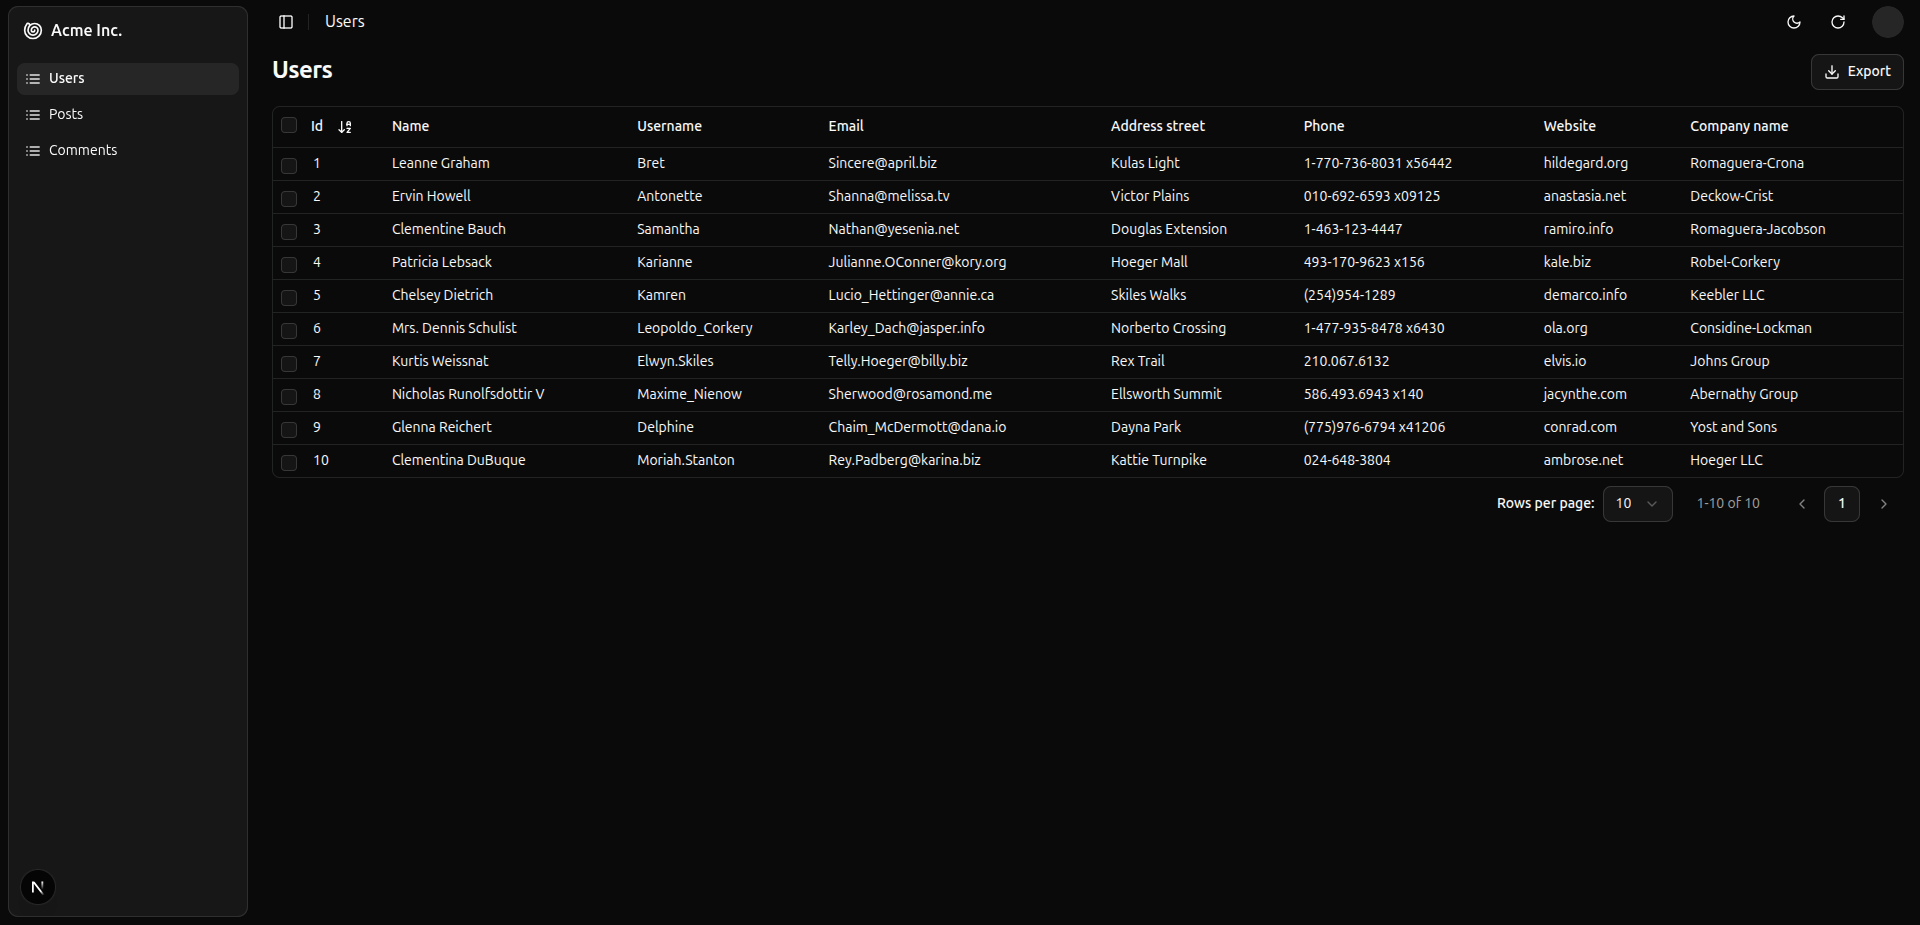 Acme Inc.
Users
Posts
Comments
Users
Users
Export
Id Name Username Email Address street Phone Website Company name
1 Leanne Graham Bret Sincere@april.biz Kulas Light 1-770-736-8031 x56442 hildegard.org Romaguera-Crona
2 Ervin Howell Antonette Shanna@melissa.tv Victor Plains 010-692-6593 x09125 anastasia.net Deckow-Crist
3 Clementine Bauch Samantha Nathan@yesenia.net Douglas Extension 1-463-123-4447 ramiro.info Romaguera-Jacobson
4 Patricia Lebsack Karianne Julianne.OConner@kory.org Hoeger Mall 493-170-9623 x156 kale.biz Robel-Corkery
5 Chelsey Dietrich Kamren Lucio_Hettinger@annie.ca Skiles Walks (254)954-1289 demarco.info Keebler LLC
6 Mrs. Dennis Schulist Leopoldo_Corkery Karley_Dach@jasper.info Norberto Crossing 1-477-935-8478 x6430 ola.org Considine-Lockman
7 Kurtis Weissnat Elwyn.Skiles Telly.Hoeger@billy.biz Rex Trail 210.067.6132 elvis.io Johns Group
8 Nicholas Runolfsdottir V Maxime_Nienow Sherwood@rosamond.me Ellsworth Summit 586.493.6943 x140 jacynthe.com Abernathy Group
9 Glenna Reichert Delphine Chaim_McDermott@dana.io Dayna Park (775)976-6794 x41206 conrad.com Yost and Sons
10 Clementina DuBuque Moriah.Stanton Rey.Padberg@karina.biz Kattie Turnpike 024-648-3804 ambrose.net Hoeger LLC
Rows per page: 10 1-10 of 10 1
N